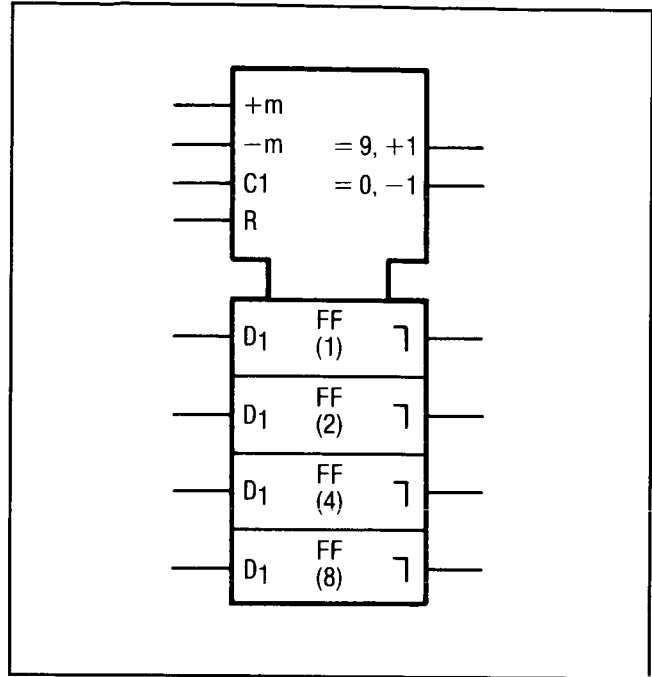 +m
−m = 9, +1
C1 = 0, −1
R
D1 FF
(1) ㄱ
D1 FF
(2) ㄱ
D1 FF
(4) ㄱ
D1 FF
(8) ㄱ